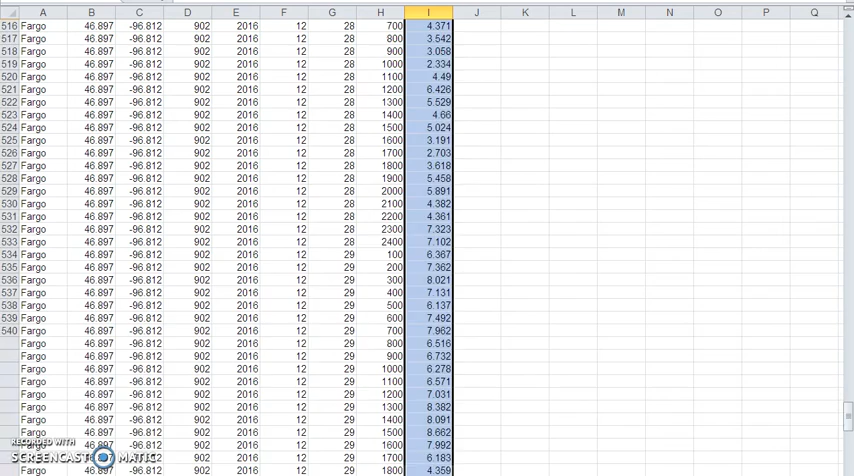 A B C D E F G H I J K L M N O P Q
516 Fargo 46.897 -96.812 902 2016 12 28 700 4.371
517 Fargo 46.897 -96.812 902 2016 12 28 800 3.542
518 Fargo 46.897 -96.812 902 2016 12 28 900 3.058
519 Fargo 46.897 -96.812 902 2016 12 28 1000 2.334
520 Fargo 46.897 -96.812 902 2016 12 28 1100 4.49
521 Fargo 46.897 -96.812 902 2016 12 28 1200 6.426
522 Fargo 46.897 -96.812 902 2016 12 28 1300 5.529
523 Fargo 46.897 -96.812 902 2016 12 28 1400 4.66
524 Fargo 46.897 -96.812 902 2016 12 28 1500 5.024
525 Fargo 46.897 -96.812 902 2016 12 28 1600 3.191
526 Fargo 46.897 -96.812 902 2016 12 28 1700 2.703
527 Fargo 46.897 -96.812 902 2016 12 28 1800 3.618
528 Fargo 46.897 -96.812 902 2016 12 28 1900 5.458
529 Fargo 46.897 -96.812 902 2016 12 28 2000 5.891
530 Fargo 46.897 -96.812 902 2016 12 28 2100 4.382
531 Fargo 46.897 -96.812 902 2016 12 28 2200 4.361
532 Fargo 46.897 -96.812 902 2016 12 28 2300 7.323
533 Fargo 46.897 -96.812 902 2016 12 28 2400 7.102
534 Fargo 46.897 -96.812 902 2016 12 29 100 6.367
535 Fargo 46.897 -96.812 902 2016 12 29 200 7.362
536 Fargo 46.897 -96.812 902 2016 12 29 300 8.021
537 Fargo 46.897 -96.812 902 2016 12 29 400 7.131
538 Fargo 46.897 -96.812 902 2016 12 29 500 6.137
539 Fargo 46.897 -96.812 902 2016 12 29 600 7.492
540 Fargo 46.897 -96.812 902 2016 12 29 700 7.962
Fargo 46.897 -96.812 902 2016 12 29 800 6.516
Fargo 46.897 -96.812 902 2016 12 29 900 6.732
Fargo 46.897 -96.812 902 2016 12 29 1000 6.278
Fargo 46.897 -96.812 902 2016 12 29 1100 6.571
Fargo 46.897 -96.812 902 2016 12 29 1200 7.031
Fargo 46.897 -96.812 902 2016 12 29 1300 8.382
Fargo 46.897 -96.812 902 2016 12 29 1400 8.091
Fargo 46.897 -96.812 902 2016 12 29 1500 8.662
46.897 -96.812 902 2016 12 29 1600 7.992
902 2016 12 29 1700 6.183
Fargo 46.897 -96.812 902 2016 12 29 1800 4.359
RECORDED WITH
SCREENCAST MATIC